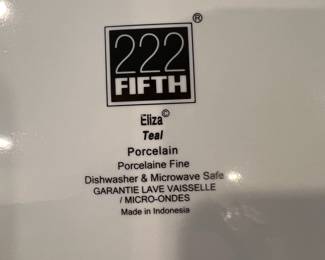 ®
222
FIFTH
Eliza©
Teal
Porcelain
Porcelaine Fine
Dishwasher & Microwave Safe
GARANTIE LAVE VAISSELLE
/ MICRO-ONDES
Made in Indonesia